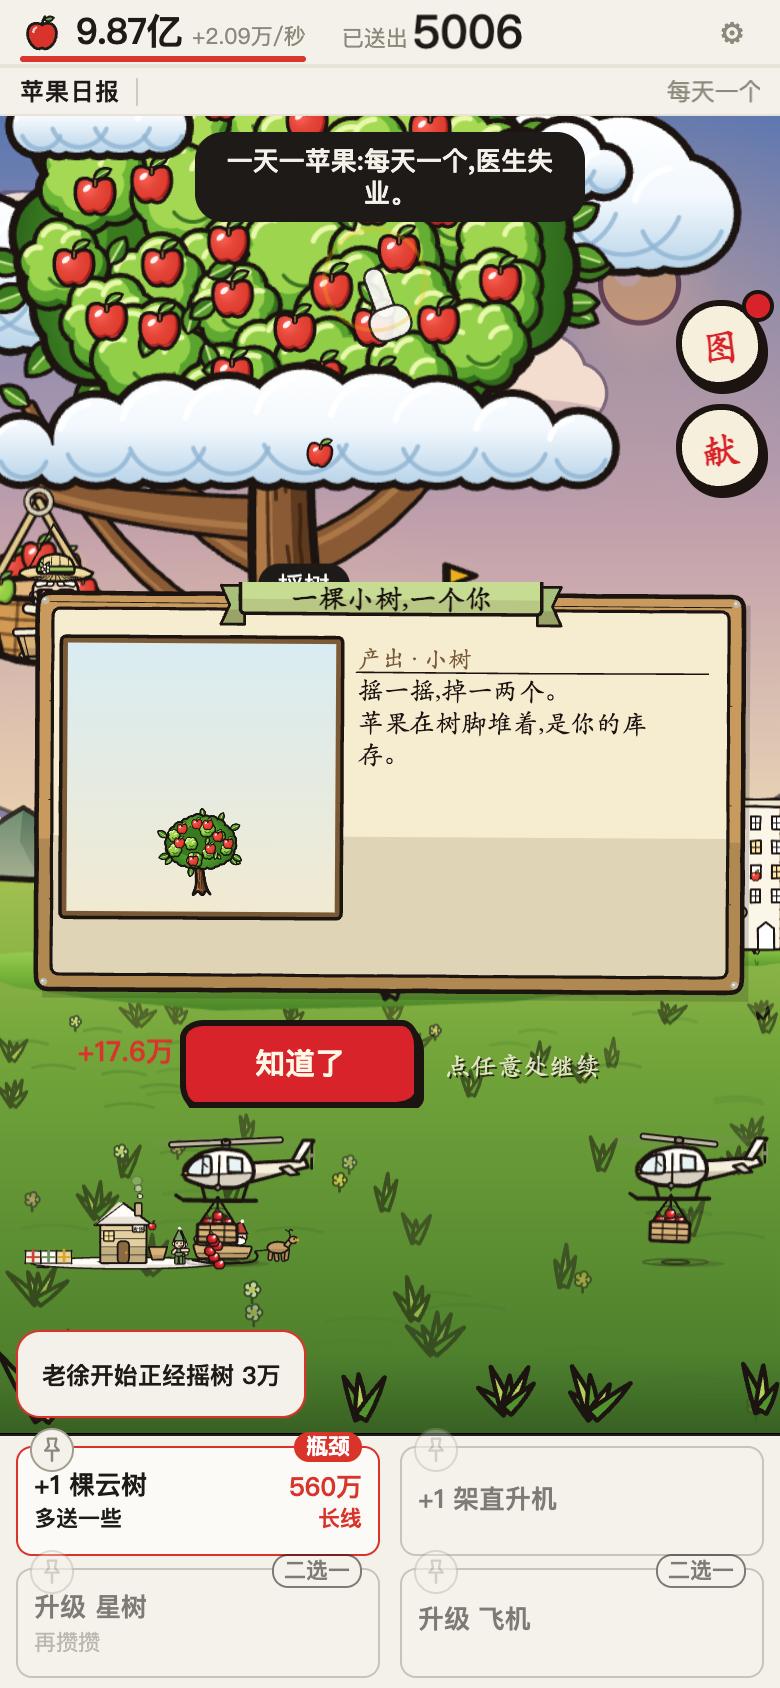 9.87亿 +2.09万/秒 已送出 5006
苹果日报 每天一个
一天一苹果:每天一个,医生失
业。
图
献
摇树
一棵小树,一个你
产出·小树
摇一摇,掉一两个。
苹果在树脚堆着,是你的库
存。
+17.6万 知道了 点任意处继续
老徐开始正经摇树 3万
瓶颈
+1 棵云树 560万
多送一些 长线
+1 架直升机
二选一
升级 星树
再攒攒
二选一
升级 飞机